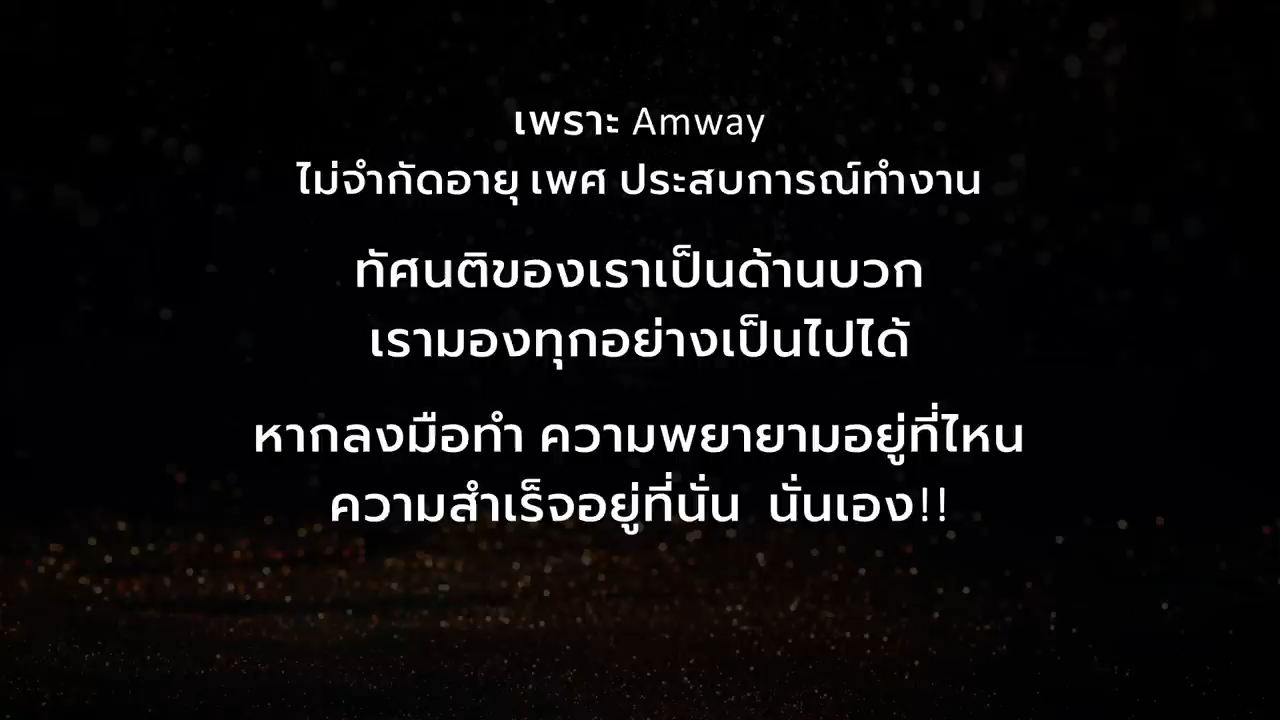 เพราะ Amway
ไม่จำกัดอายุ เพศ ประสบการณ์ทำงาน
ทัศนติของเราเป็นด้านบวก
เรามองทุกอย่างเป็นไปได้
หากลงมือทำ ความพยายามอยู่ที่ไหน
ความสำเร็จอยู่ที่นั่น นั่นเอง!!